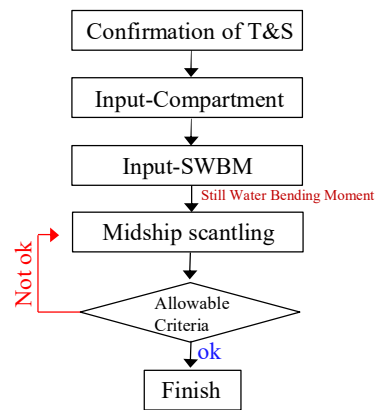 Confirmation of T&S
Input-Compartment
Input-SWBM
Still Water Bending Moment
Midship scantling
Not ok
Allowable
Criteria
ok
Finish